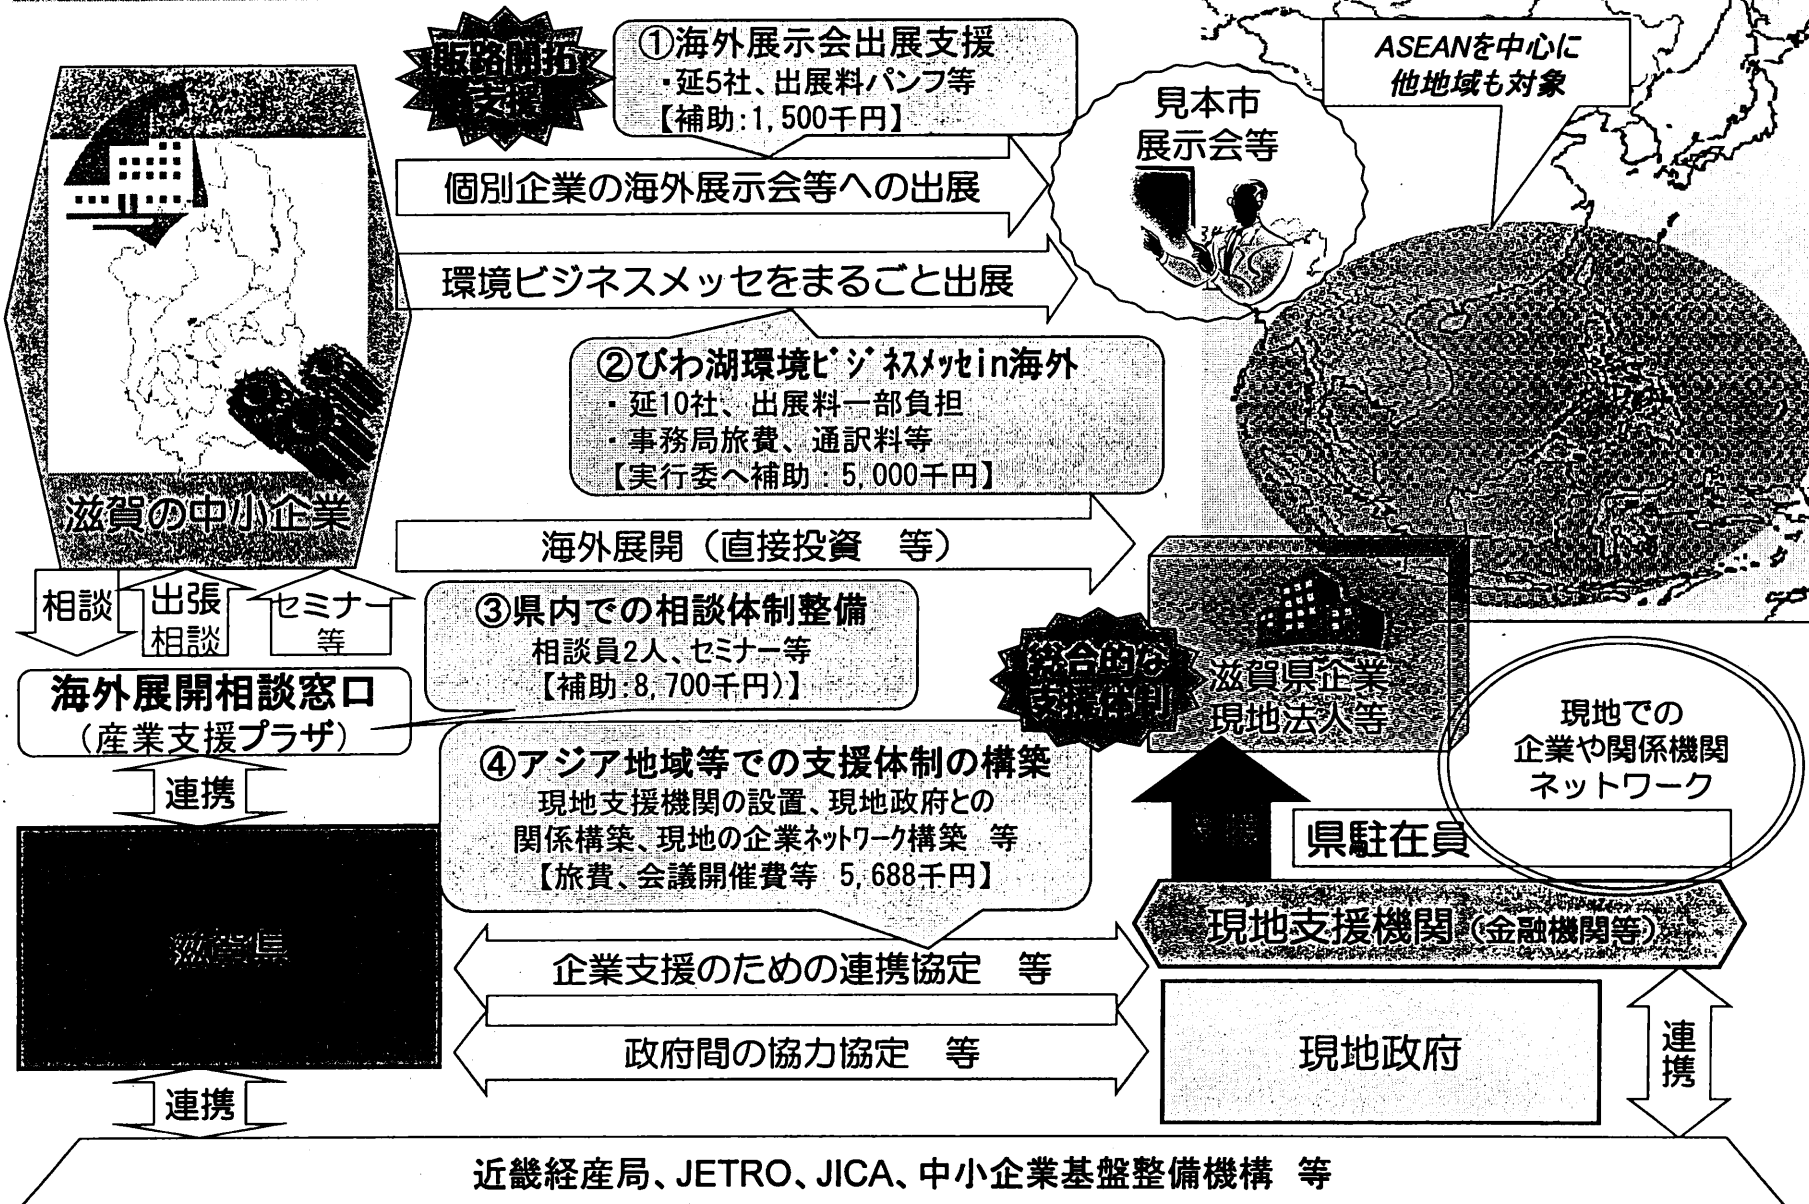 販路開拓
支援
①海外展示会出展支援
・延5社、出展料パンフ等
【補助:1,500千円】
ASEANを中心に
他地域も対象
見本市
展示会等
個別企業の海外展示会等への出展
環境ビジネスメッセをまるごと出展
②びわ湖環境ﾋﾞｼﾞﾈｽﾒｯｾin海外
・延10社、出展料一部負担
・事務局旅費、通訳料等
【実行委へ補助：5,000千円】
滋賀の中小企業
海外展開（直接投資　等）
相談
出張
相談
セミナー
等
③県内での相談体制整備
相談員2人、ｾﾐﾅｰ等
【補助:8,700千円)】
総合的な
支援体制
滋賀県企業
現地法人等
海外展開相談窓口
（産業支援プラザ）
現地での
企業や関係機関
ネットワーク
④アジア地域等での支援体制の構築
現地支援機関の設置、現地政府との
関係構築、現地の企業ﾈｯﾄﾜｰｸ構築　等
【旅費、会議開催費等　5,688千円】
連携
県駐在員
滋賀県
現地支援機関（金融機関等）
企業支援のための連携協定　等
政府間の協力協定　等
現地政府
連携
連携
近畿経産局、JETRO、JICA、中小企業基盤整備機構　等